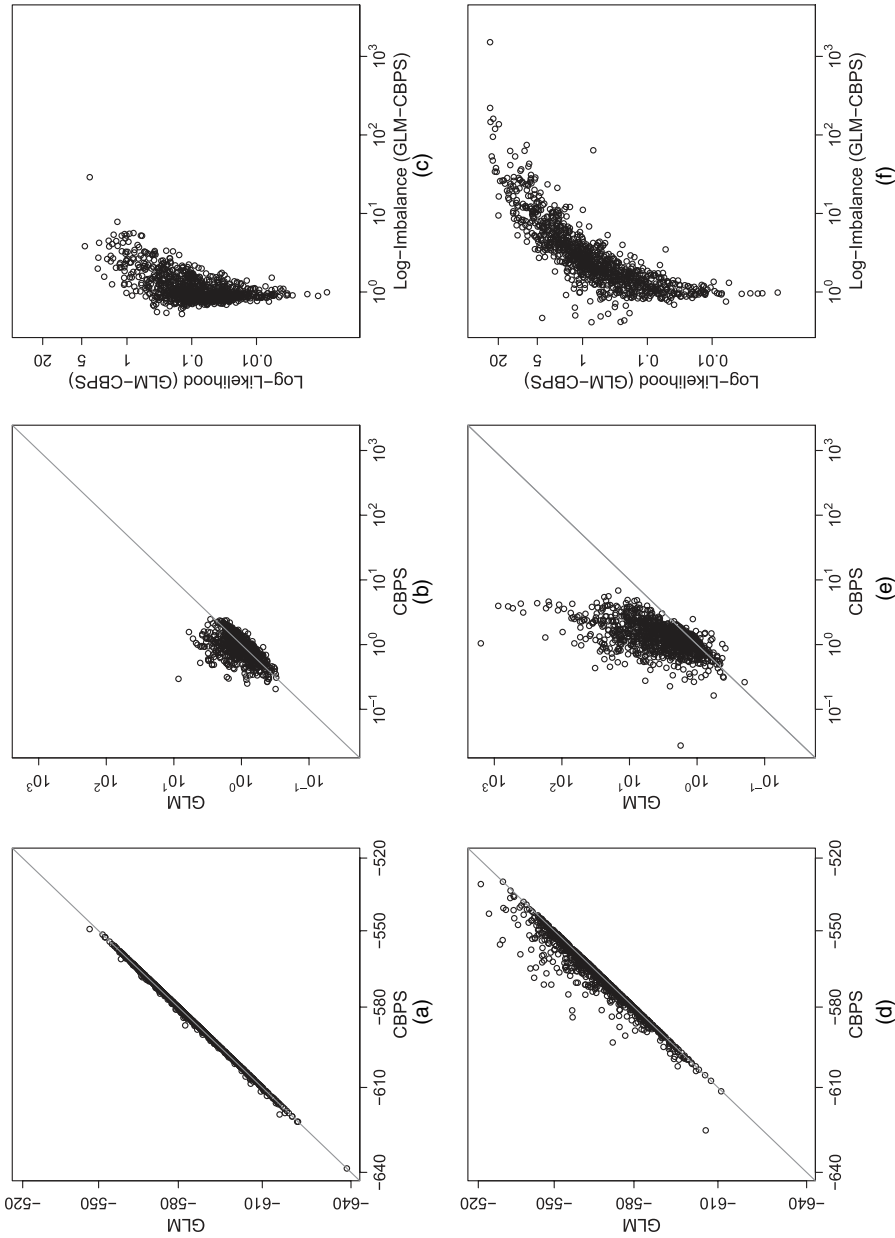 GLM
−520
−550
−580
−610
−640
−640 −610 −580 −550 −520
CBPS
(a)
GLM
10³
10²
10¹
10⁰
10⁻¹
10⁻¹ 10⁰ 10¹ 10² 10³
CBPS
(b)
Log−Likelihood (GLM−CBPS)
20
5
1
0.1
0.01
10⁰ 10¹ 10² 10³
Log−Imbalance (GLM−CBPS)
(c)
GLM
−520
−550
−580
−610
−640
−640 −610 −580 −550 −520
CBPS
(d)
GLM
10³
10²
10¹
10⁰
10⁻¹
10⁻¹ 10⁰ 10¹ 10² 10³
CBPS
(e)
Log−Likelihood (GLM−CBPS)
20
5
1
0.1
0.01
10⁰ 10¹ 10² 10³
Log−Imbalance (GLM−CBPS)
(f)